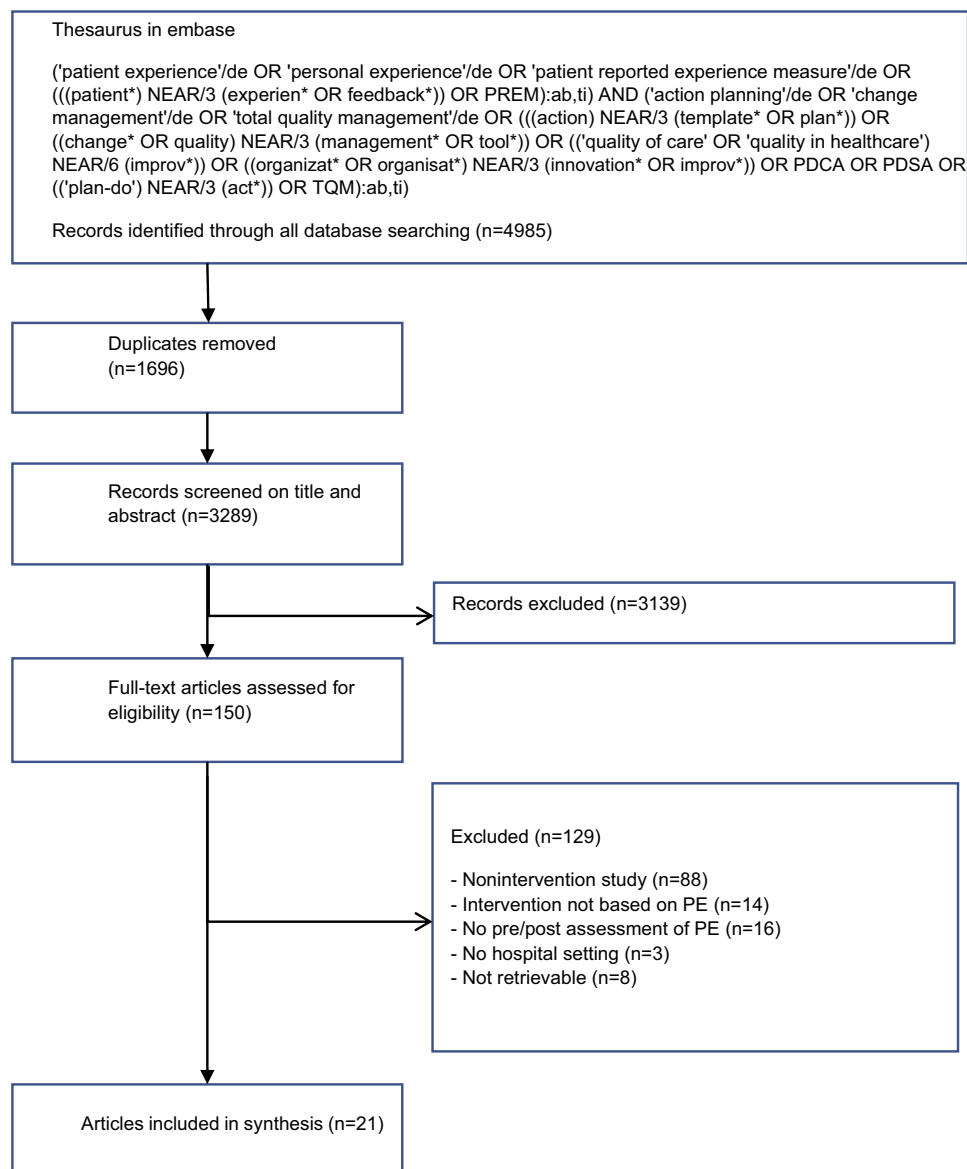 Thesaurus in embase
('patient experience'/de OR 'personal experience'/de OR 'patient reported experience measure'/de OR
(((patient*) NEAR/3 (experien* OR feedback*)) OR PREM):ab,ti) AND ('action planning'/de OR 'change
management'/de OR 'total quality management'/de OR (((action) NEAR/3 (template* OR plan*)) OR
((change* OR quality) NEAR/3 (management* OR tool*)) OR (('quality of care' OR 'quality in healthcare')
NEAR/6 (improv*)) OR ((organizat* OR organisat*) NEAR/3 (innovation* OR improv*)) OR PDCA OR PDSA OR
(('plan-do') NEAR/3 (act*)) OR TQM):ab,ti)
Records identified through all database searching (n=4985)
Duplicates removed
(n=1696)
Records screened on title and
abstract (n=3289)
Records excluded (n=3139)
Full-text articles assessed for
eligibility (n=150)
Excluded (n=129)
- Nonintervention study (n=88)
- Intervention not based on PE (n=14)
- No pre/post assessment of PE (n=16)
- No hospital setting (n=3)
- Not retrievable (n=8)
Articles included in synthesis (n=21)